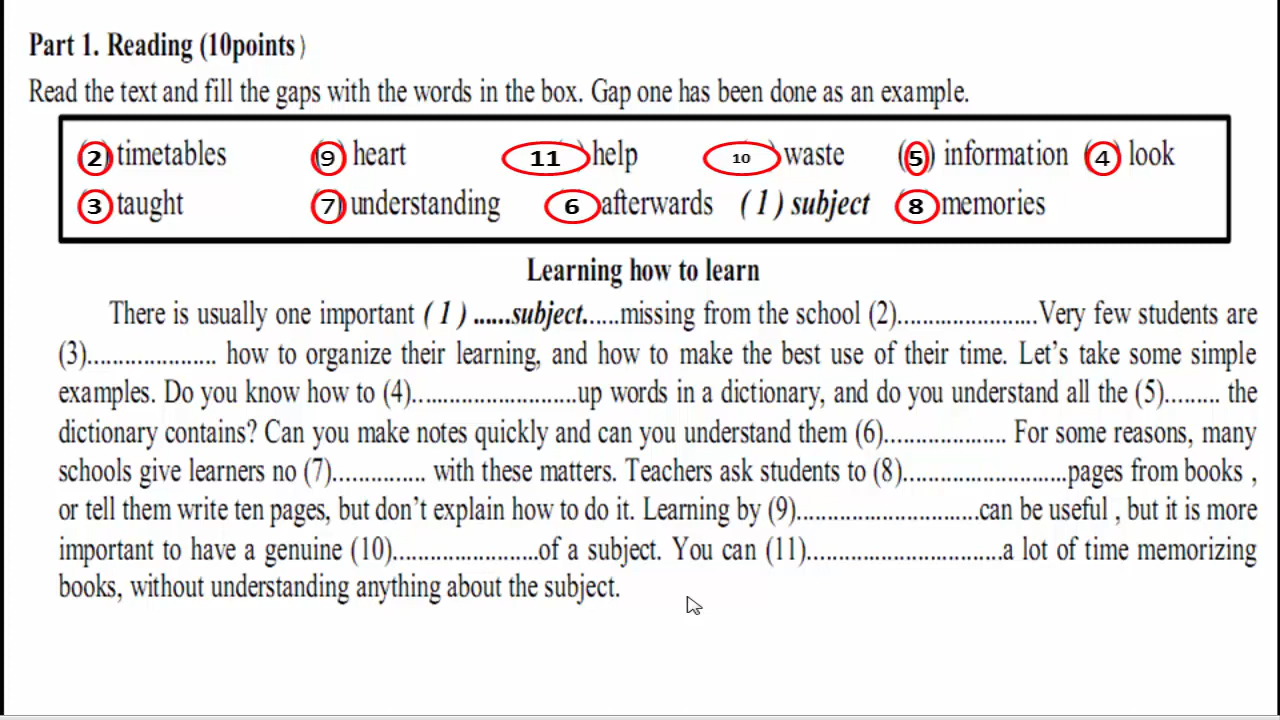 Part 1. Reading (10points)
Read the text and fill the gaps with the words in the box. Gap one has been done as an example.
(2) timetables (9) heart (11) help (10) waste (5) information (4) look
(3) taught (7) understanding (6) afterwards (1) subject (8) memories
Learning how to learn
There is usually one important (1) ......subject......missing from the school (2)......................Very few students are
(3).................... how to organize their learning, and how to make the best use of their time. Let's take some simple
examples. Do you know how to (4)..........................up words in a dictionary, and do you understand all the (5)......... the
dictionary contains? Can you make notes quickly and can you understand them (6)................... For some reasons, many
schools give learners no (7)............... with these matters. Teachers ask students to (8)..........................pages from books ,
or tell them write ten pages, but don't explain how to do it. Learning by (9).............................can be useful , but it is more
important to have a genuine (10).......................of a subject. You can (11)...............................a lot of time memorizing
books, without understanding anything about the subject.